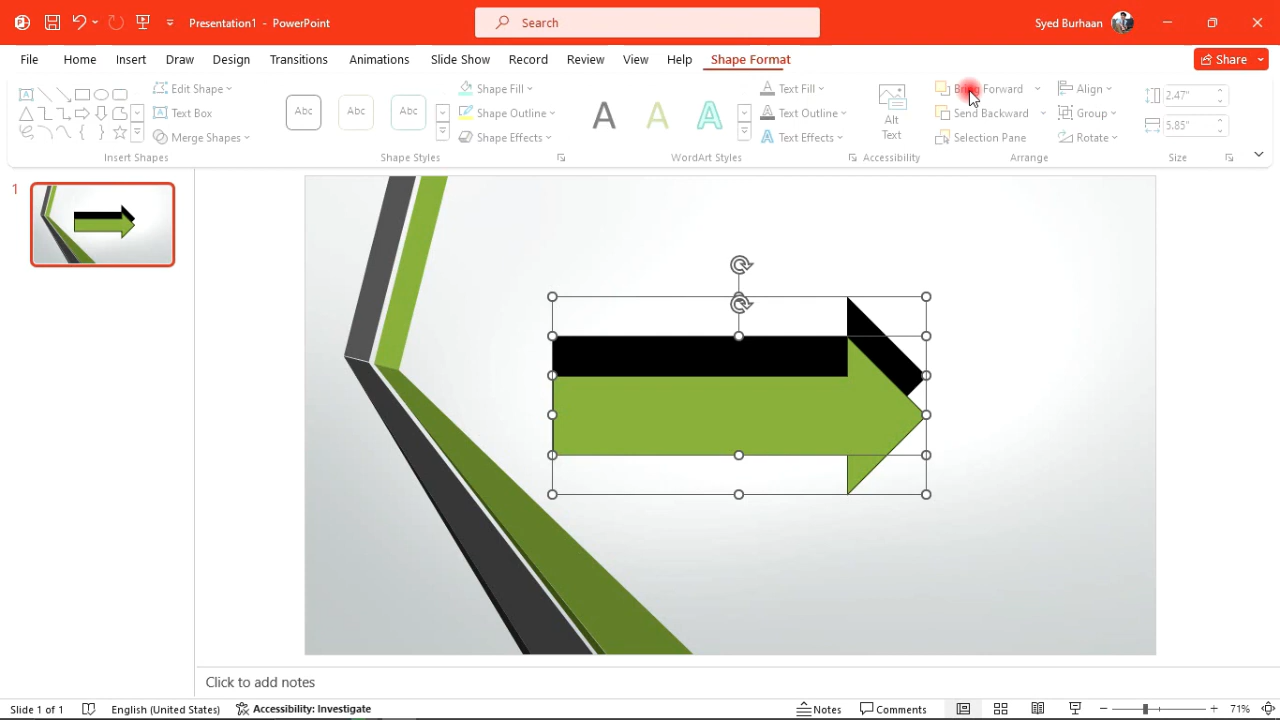 Presentation1 - PowerPoint
Search
Syed Burhaan
File Home Insert Draw Design Transitions Animations Slide Show Record Review View Help Shape Format
Share
Edit Shape
Text Box
Merge Shapes
Insert Shapes
Abc Abc Abc
Shape Fill
Shape Outline
Shape Effects
Shape Styles
A A A
Text Fill
Text Outline
Text Effects
WordArt Styles
Alt
Text
Accessibility
Bring Forward
Send Backward
Selection Pane
Align
Group
Rotate
Arrange
2.47"
5.85"
Size
1
Click to add notes
Slide 1 of 1
English (United States)
Accessibility: Investigate
Notes
Comments
71%